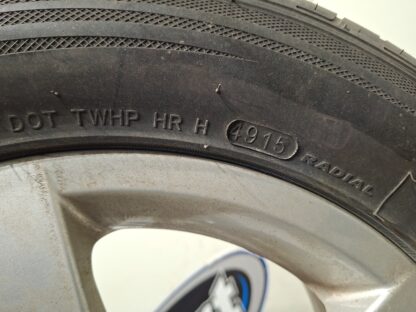 DOT TWHP HR H 4915 RADIAL